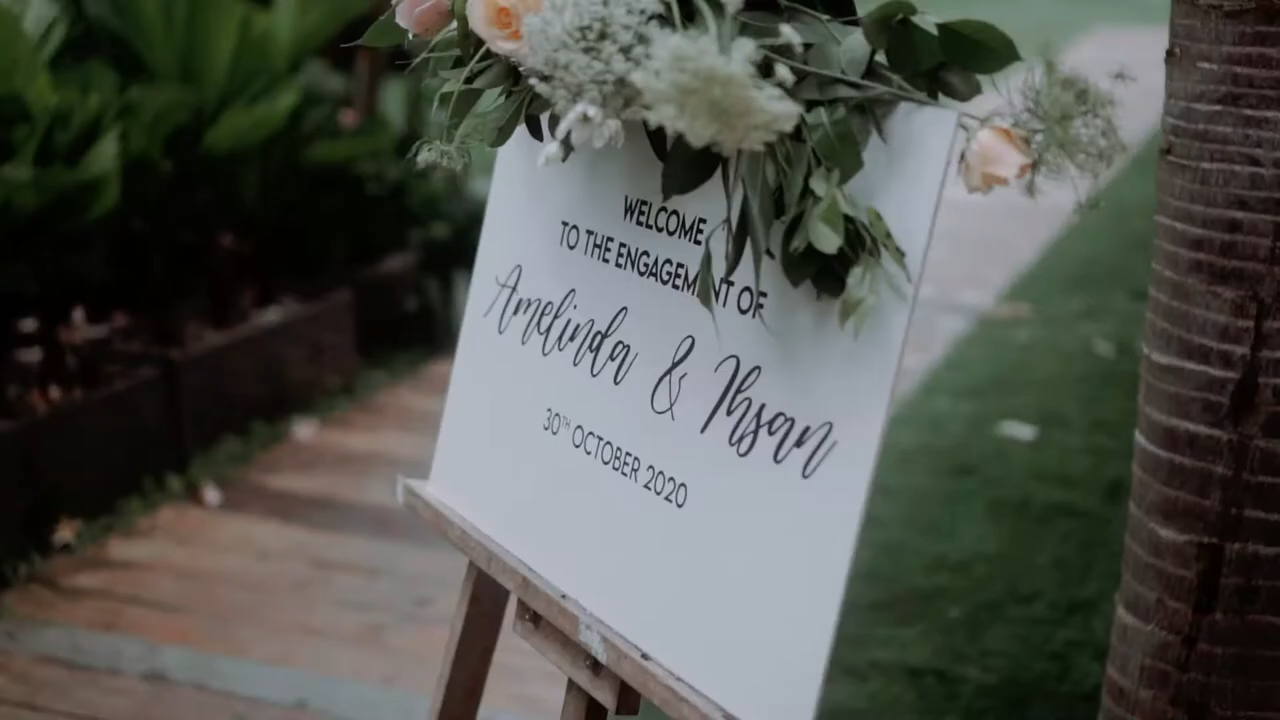 WELCOME
TO THE ENGAGEMENT OF
Amelinda & Ihsan
30TH OCTOBER 2020